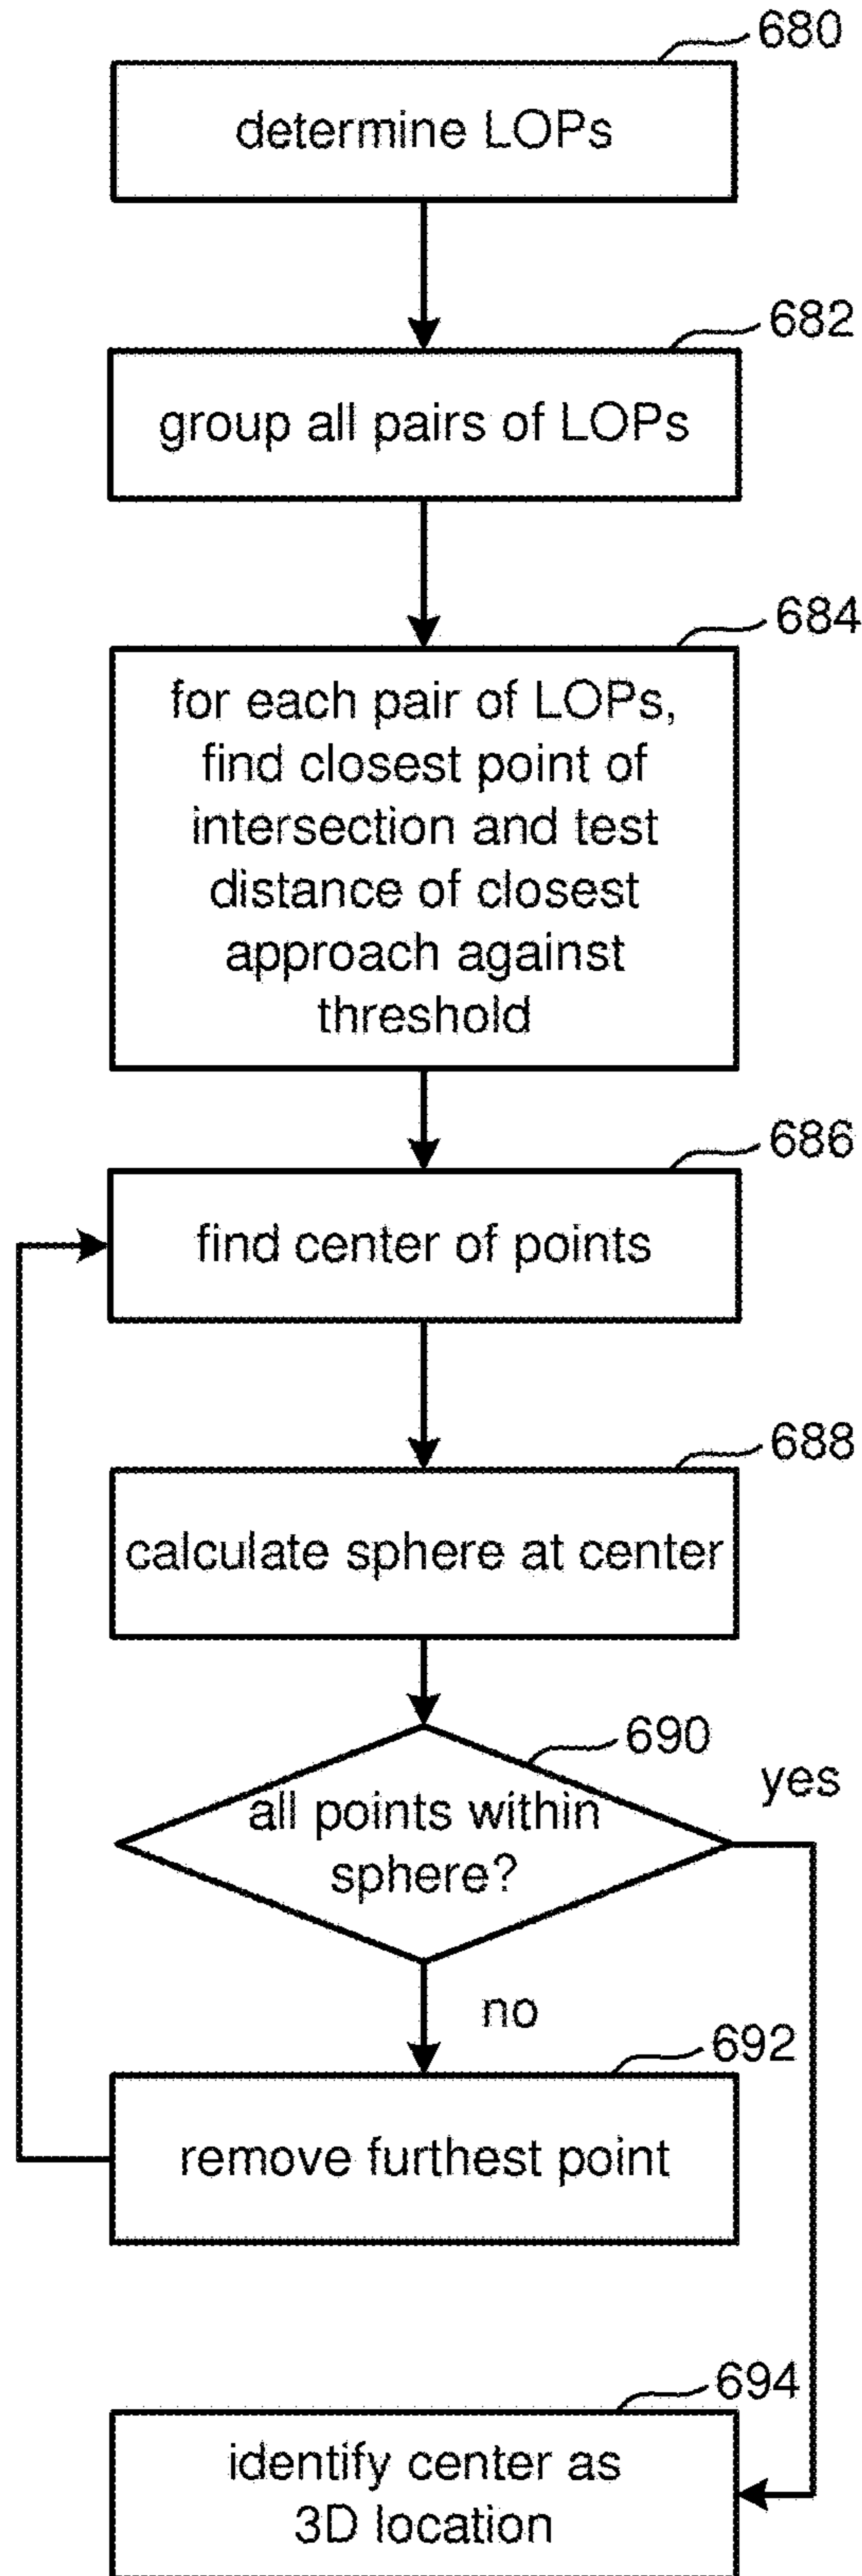 680
determine LOPs
682
group all pairs of LOPs
684
for each pair of LOPs,
find closest point of
intersection and test
distance of closest
approach against
threshold
686
find center of points
688
calculate sphere at center
690
yes
all points within
sphere?
no
692
remove furthest point
694
identify center as
3D location